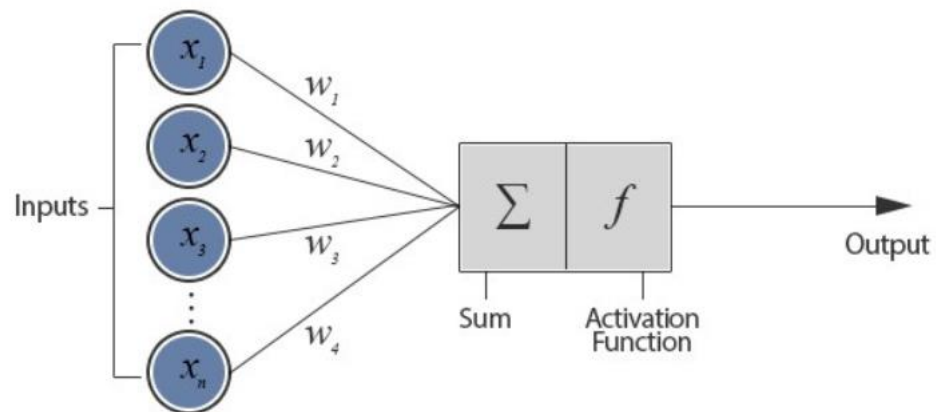 x₁
w₁
x₂
w₂
Inputs
x₃
w₃
xₙ
w₄
∑
f
Output
Sum
Activation
Function